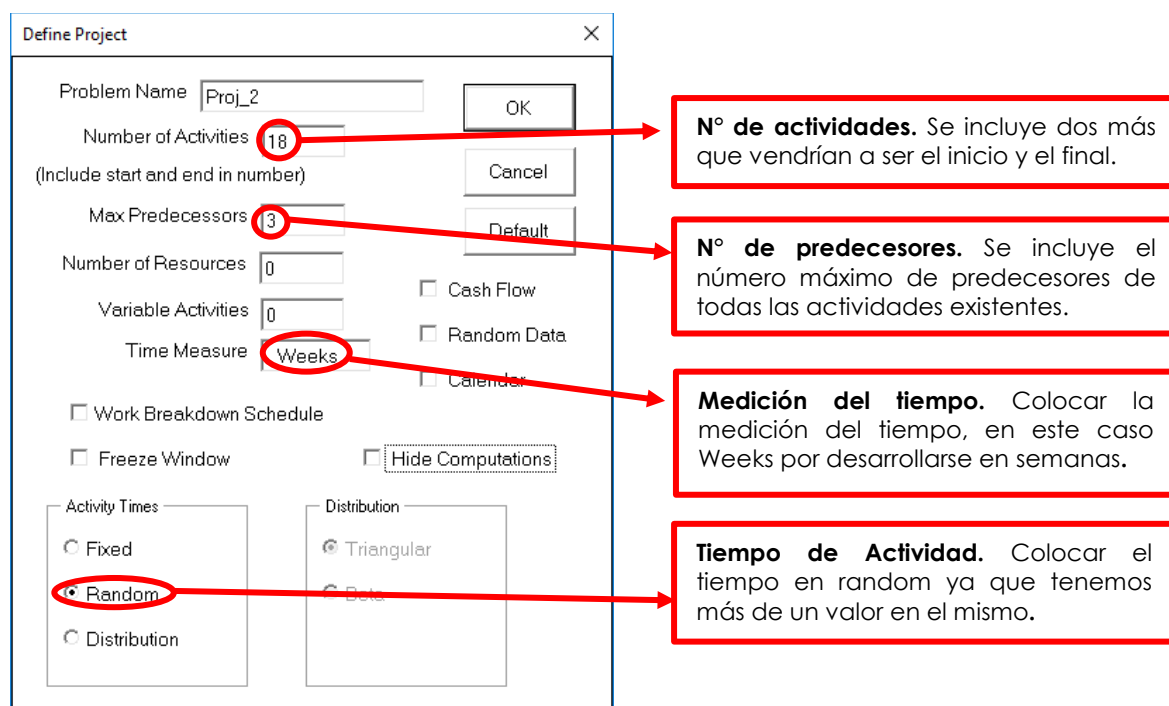 Define Project
Problem Name Proj_2
OK
Number of Activities 18
(Include start and end in number)
Cancel
Max Predecessors 3
Default
Number of Resources 0
Cash Flow
Variable Activities 0
Random Data
Time Measure Weeks
Calendar
Work Breakdown Schedule
Freeze Window
Hide Computations
Activity Times
Fixed
Random
Distribution
Distribution
Triangular
Beta
N° de actividades. Se incluye dos más
que vendrían a ser el inicio y el final.
N° de predecesores. Se incluye el
número máximo de predecesores de
todas las actividades existentes.
Medición del tiempo. Colocar la
medición del tiempo, en este caso
Weeks por desarrollarse en semanas.
Tiempo de Actividad. Colocar el
tiempo en random ya que tenemos
más de un valor en el mismo.